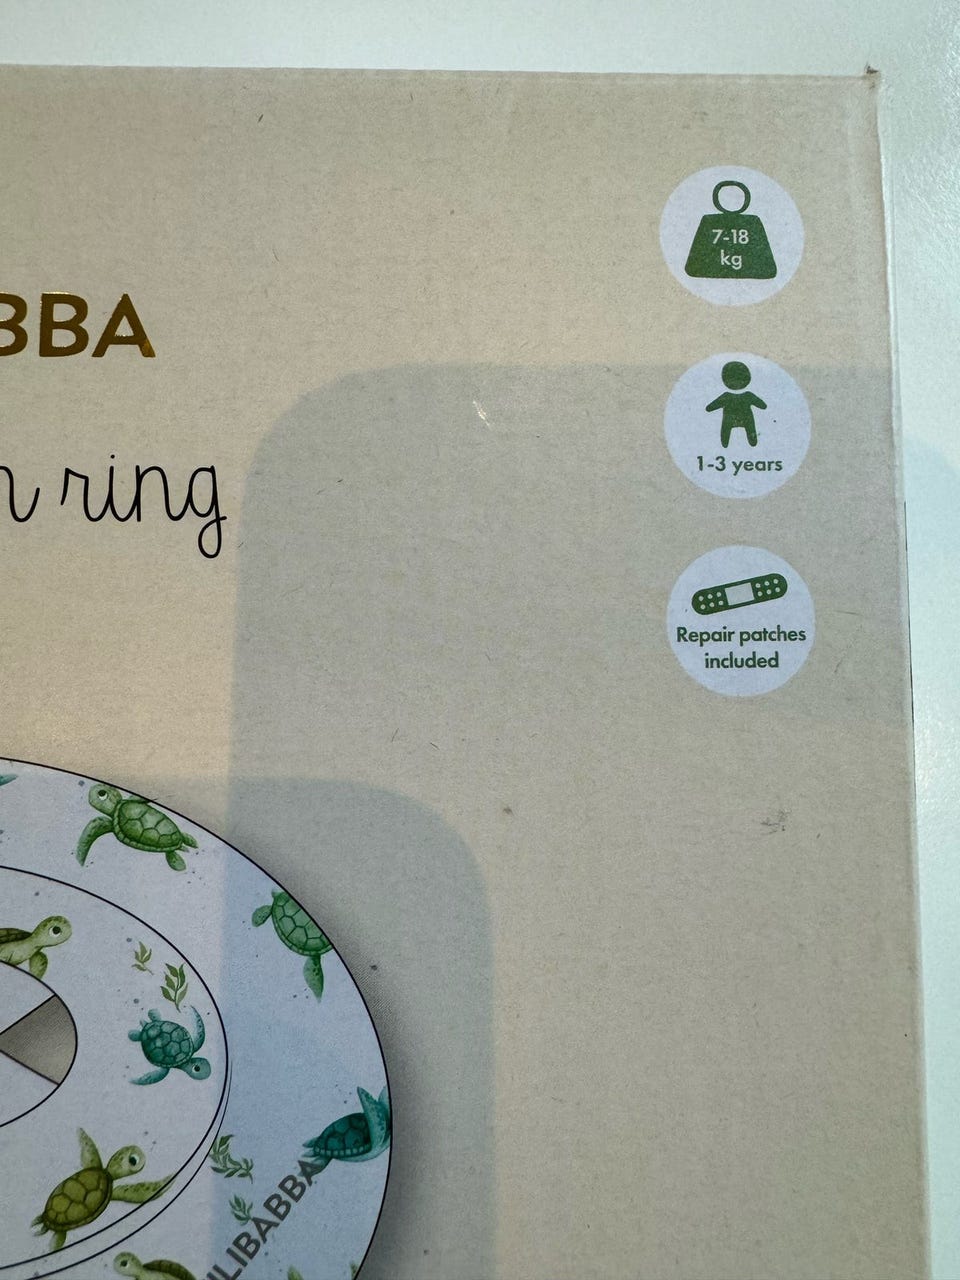 7-18
kg
BBA
1-3 years
ring
Repair patches
included
LIBABBA